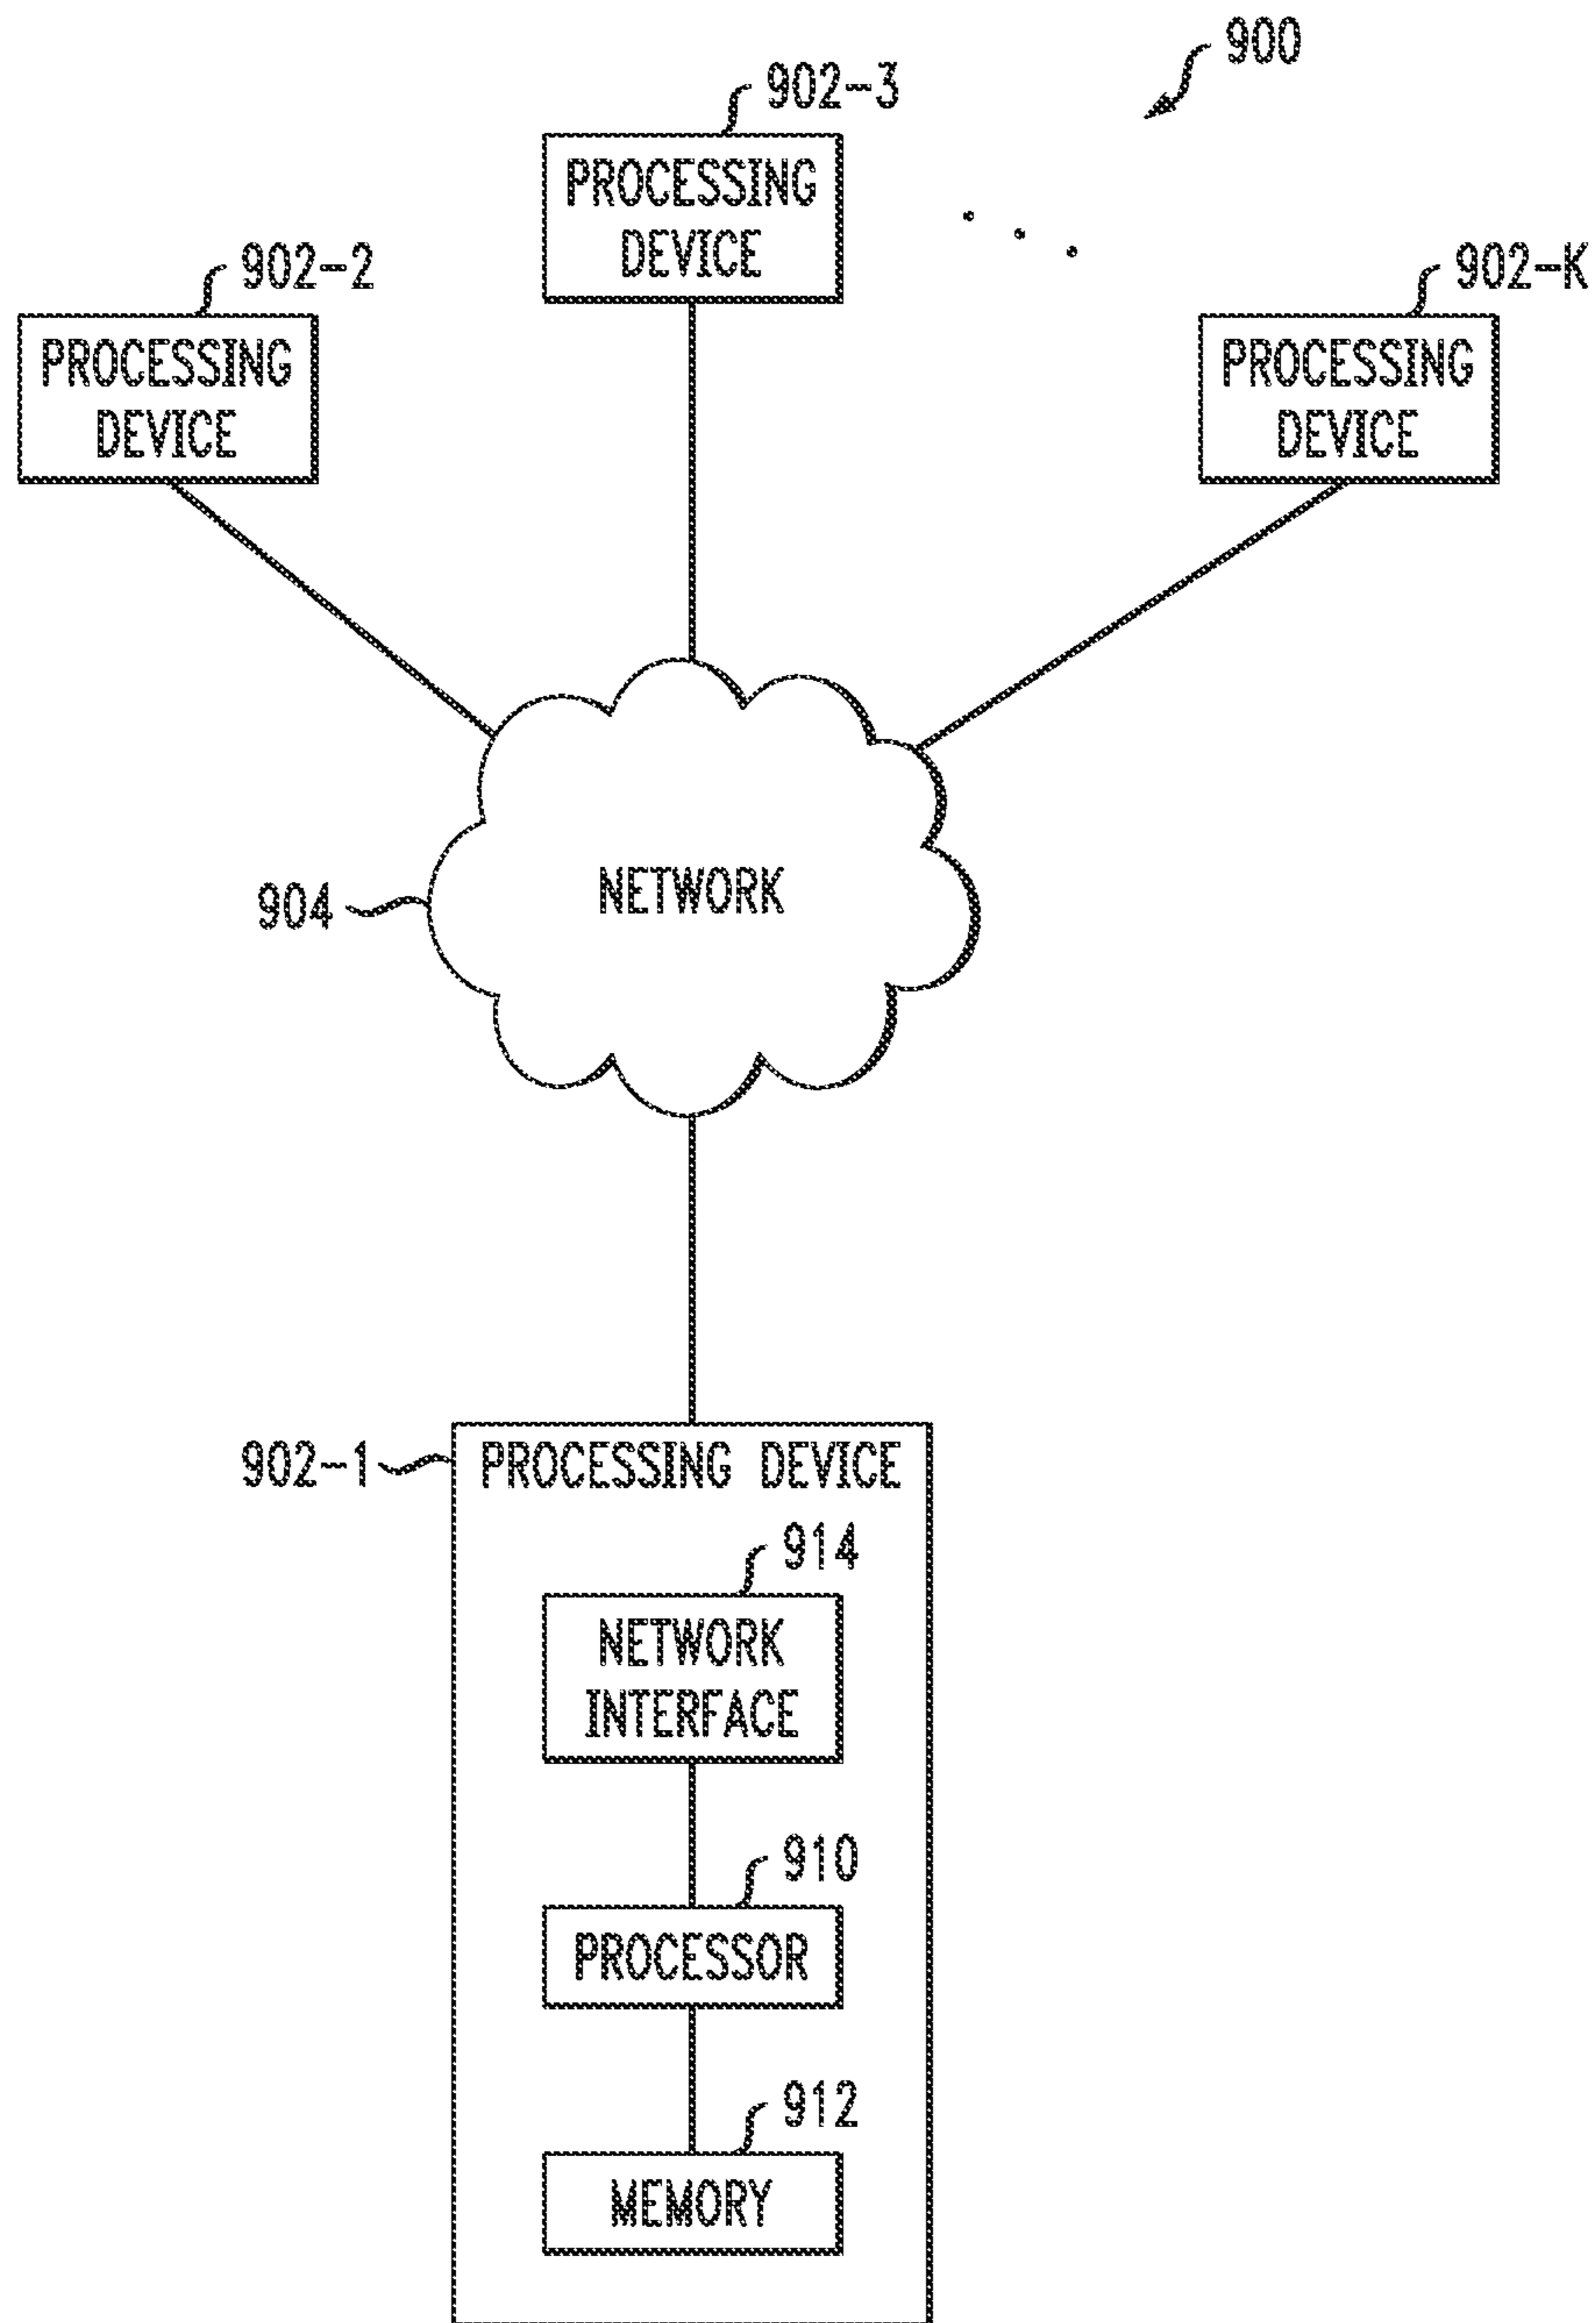 900
902-3
PROCESSING
DEVICE
902-2
PROCESSING
DEVICE
902-K
PROCESSING
DEVICE
904
NETWORK
902-1
PROCESSING DEVICE
914
NETWORK
INTERFACE
910
PROCESSOR
912
MEMORY